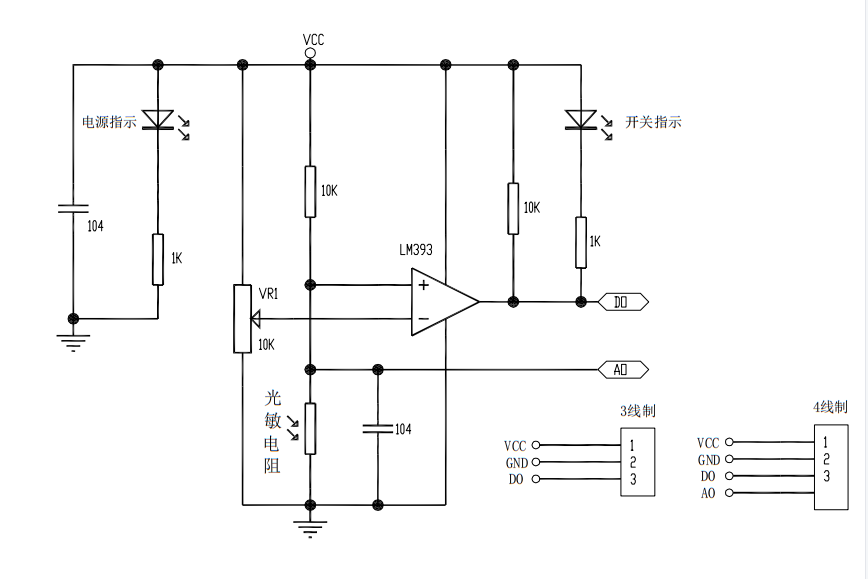 VCC
电源指示
开关指示
10K
10K
104
1K
1K
LM393
VR1
10K
DO
AO
光敏电阻
104
3线制
VCC
1
GND
2
DO
3
4线制
VCC
1
GND
2
DO
3
AO